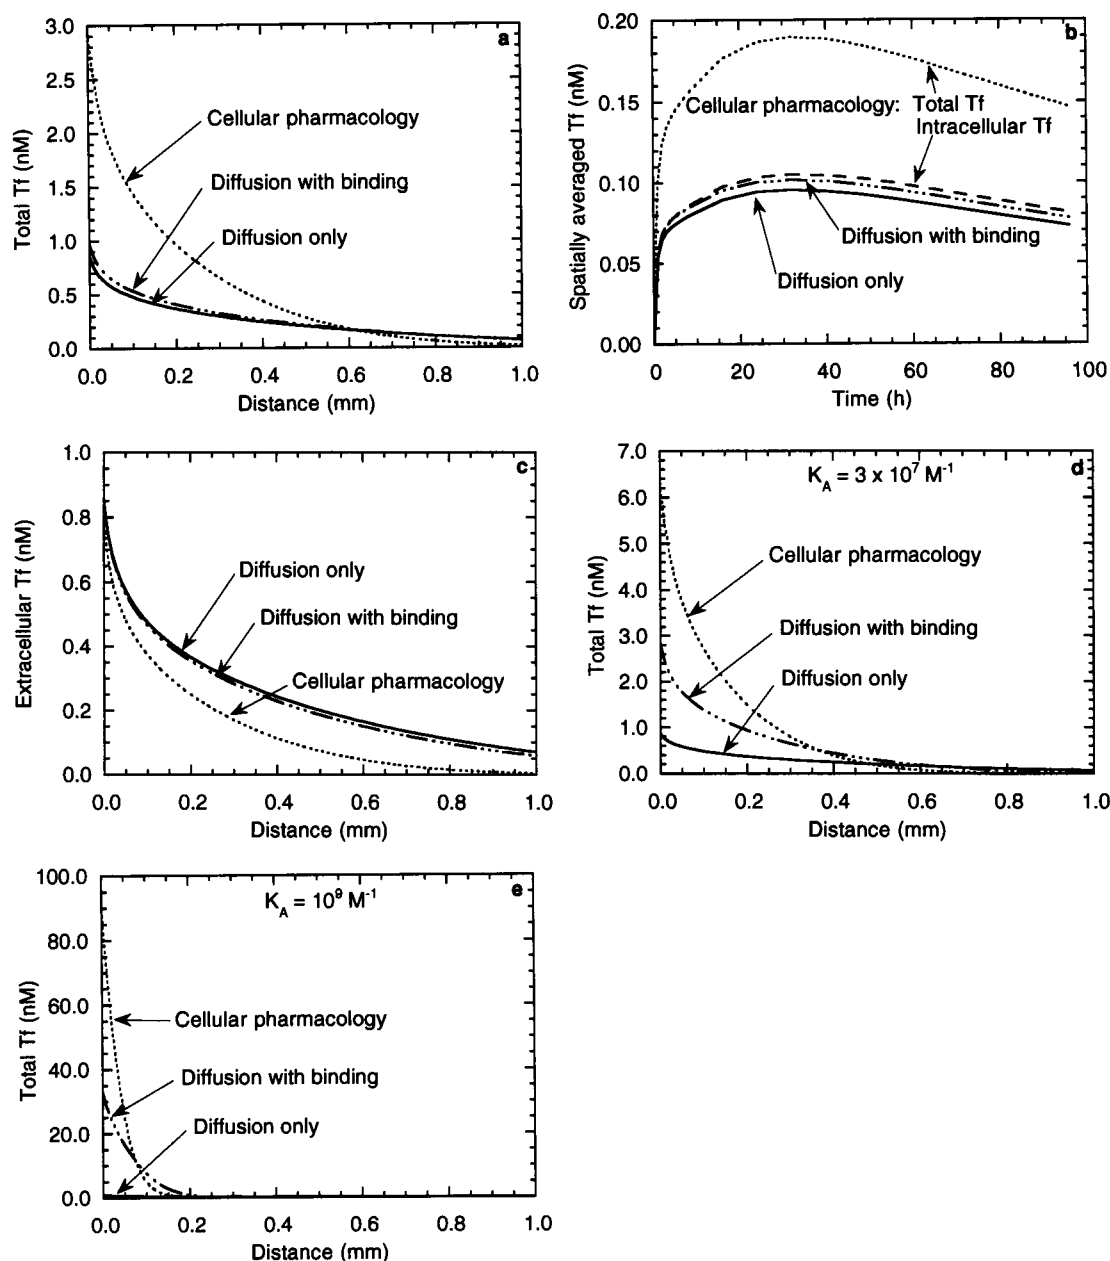 a
3.0
2.5
2.0
1.5
1.0
0.5
0.0
Total Tf (nM)
Cellular pharmacology
Diffusion with binding
Diffusion only
0.0 0.2 0.4 0.6 0.8 1.0
Distance (mm)
b
0.20
0.15
0.10
0.05
0.00
Spatially averaged Tf (nM)
Cellular pharmacology: Total Tf
Intracellular Tf
Diffusion with binding
Diffusion only
0 20 40 60 80 100
Time (h)
c
1.0
0.8
0.6
0.4
0.2
0.0
Extracellular Tf (nM)
Diffusion only
Diffusion with binding
Cellular pharmacology
0.0 0.2 0.4 0.6 0.8 1.0
Distance (mm)
d
K_A = 3 x 10^7 M^-1
7.0
6.0
5.0
4.0
3.0
2.0
1.0
0.0
Total Tf (nM)
Cellular pharmacology
Diffusion with binding
Diffusion only
0.0 0.2 0.4 0.6 0.8 1.0
Distance (mm)
e
K_A = 10^9 M^-1
100.0
80.0
60.0
40.0
20.0
0.0
Total Tf (nM)
Cellular pharmacology
Diffusion with binding
Diffusion only
0.0 0.2 0.4 0.6 0.8 1.0
Distance (mm)